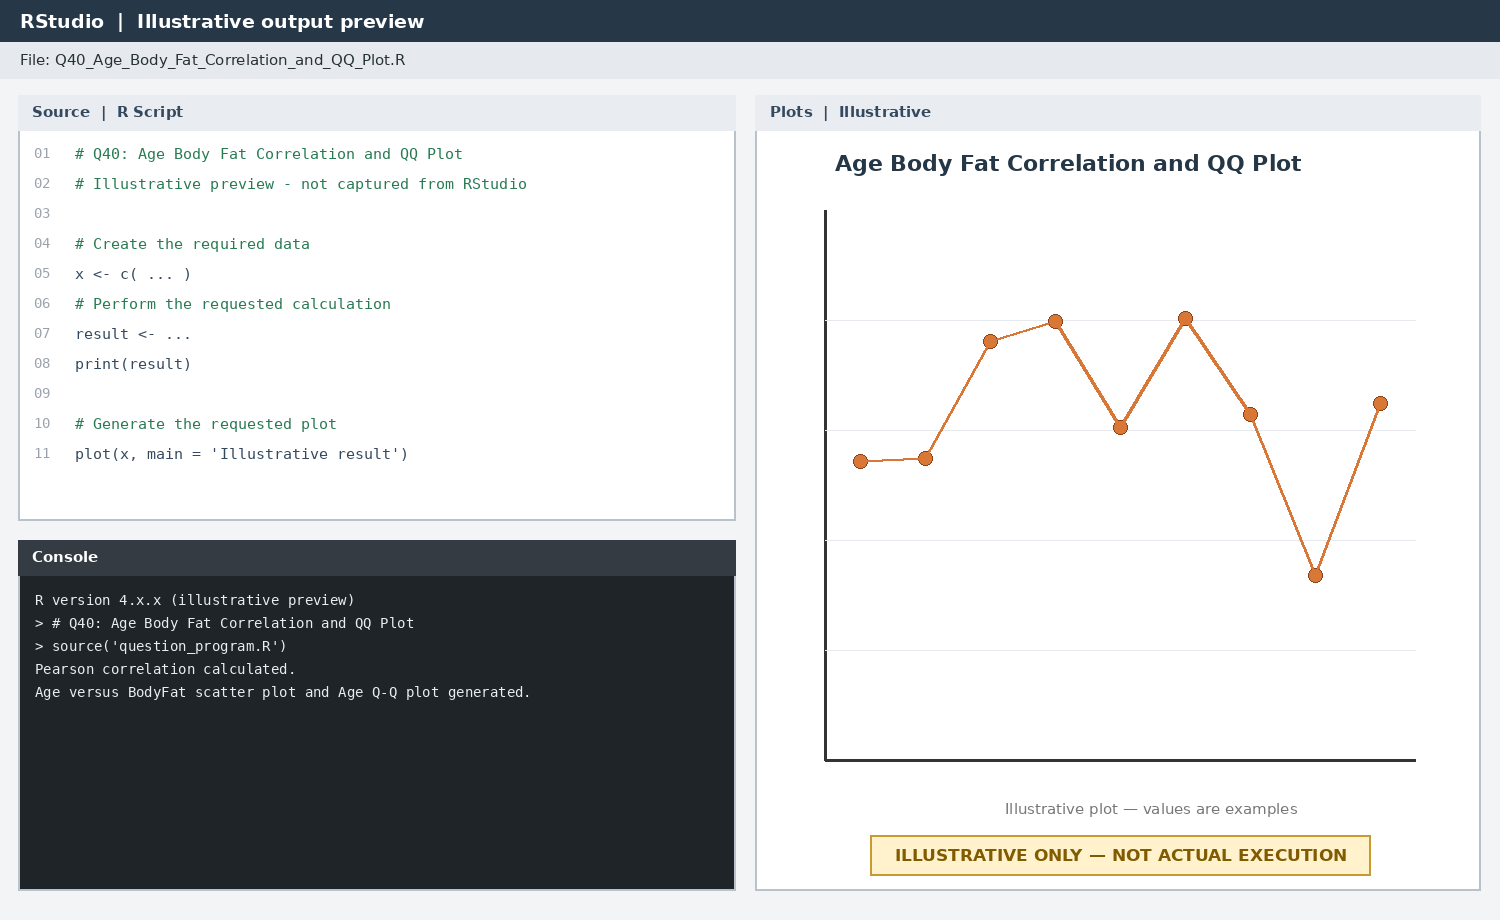 RStudio | Illustrative output preview
File: Q40_Age_Body_Fat_Correlation_and_QQ_Plot.R
Source | R Script
01 # Q40: Age Body Fat Correlation and QQ Plot
02 # Illustrative preview - not captured from RStudio
03
04 # Create the required data
05 x <- c( ... )
06 # Perform the requested calculation
07 result <- ...
08 print(result)
09
10 # Generate the requested plot
11 plot(x, main = 'Illustrative result')
Console
R version 4.x.x (illustrative preview)
> # Q40: Age Body Fat Correlation and QQ Plot
> source('question_program.R')
Pearson correlation calculated.
Age versus BodyFat scatter plot and Age Q-Q plot generated.
Plots | Illustrative
Age Body Fat Correlation and QQ Plot
Illustrative plot — values are examples
ILLUSTRATIVE ONLY — NOT ACTUAL EXECUTION